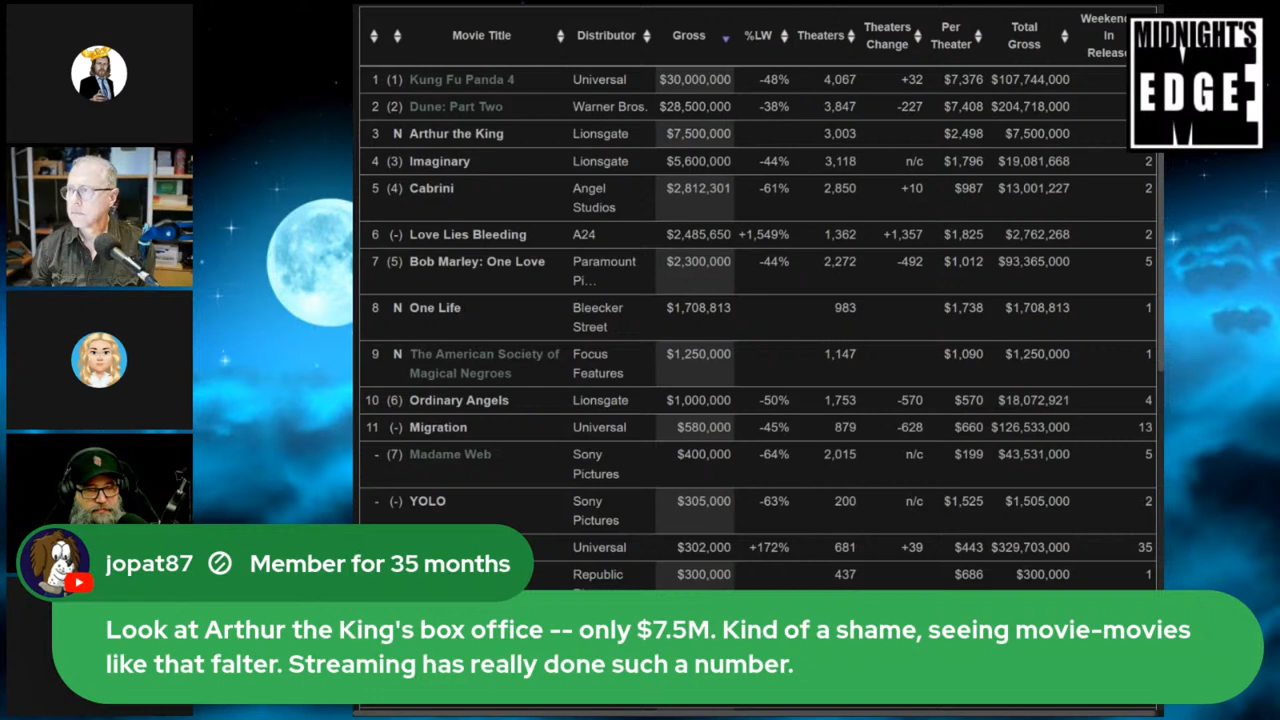 Movie Title Distributor Gross %LW Theaters Theaters Change Per Theater Total Gross Weekend In Release
1 (1) Kung Fu Panda 4 Universal $30,000,000 -48% 4,067 +32 $7,376 $107,744,000
2 (2) Dune: Part Two Warner Bros. $28,500,000 -38% 3,847 -227 $7,408 $204,718,000
3 N Arthur the King Lionsgate $7,500,000 3,003 $2,498 $7,500,000
4 (3) Imaginary Lionsgate $5,600,000 -44% 3,118 n/c $1,796 $19,081,668 2
5 (4) Cabrini Angel Studios $2,812,301 -61% 2,850 +10 $987 $13,001,227 2
6 (-) Love Lies Bleeding A24 $2,485,650 +1,549% 1,362 +1,357 $1,825 $2,762,268 2
7 (5) Bob Marley: One Love Paramount Pi... $2,300,000 -44% 2,272 -492 $1,012 $93,365,000 5
8 N One Life Bleecker Street $1,708,813 983 $1,738 $1,708,813 1
9 N The American Society of Magical Negroes Focus Features $1,250,000 1,147 $1,090 $1,250,000 1
10 (6) Ordinary Angels Lionsgate $1,000,000 -50% 1,753 -570 $570 $18,072,921 4
11 (-) Migration Universal $580,000 -45% 879 -628 $660 $126,533,000 13
- (7) Madame Web Sony Pictures $400,000 -64% 2,015 n/c $199 $43,531,000 5
- (-) YOLO Sony Pictures $305,000 -63% 200 n/c $1,525 $1,505,000 2
Universal $302,000 +172% 681 +39 $443 $329,703,000 35
Republic $300,000 437 $686 $300,000 1
MIDNIGHT'S
EDGE
jopat87 Member for 35 months
Look at Arthur the King's box office -- only $7.5M. Kind of a shame, seeing movie-movies
like that falter. Streaming has really done such a number.